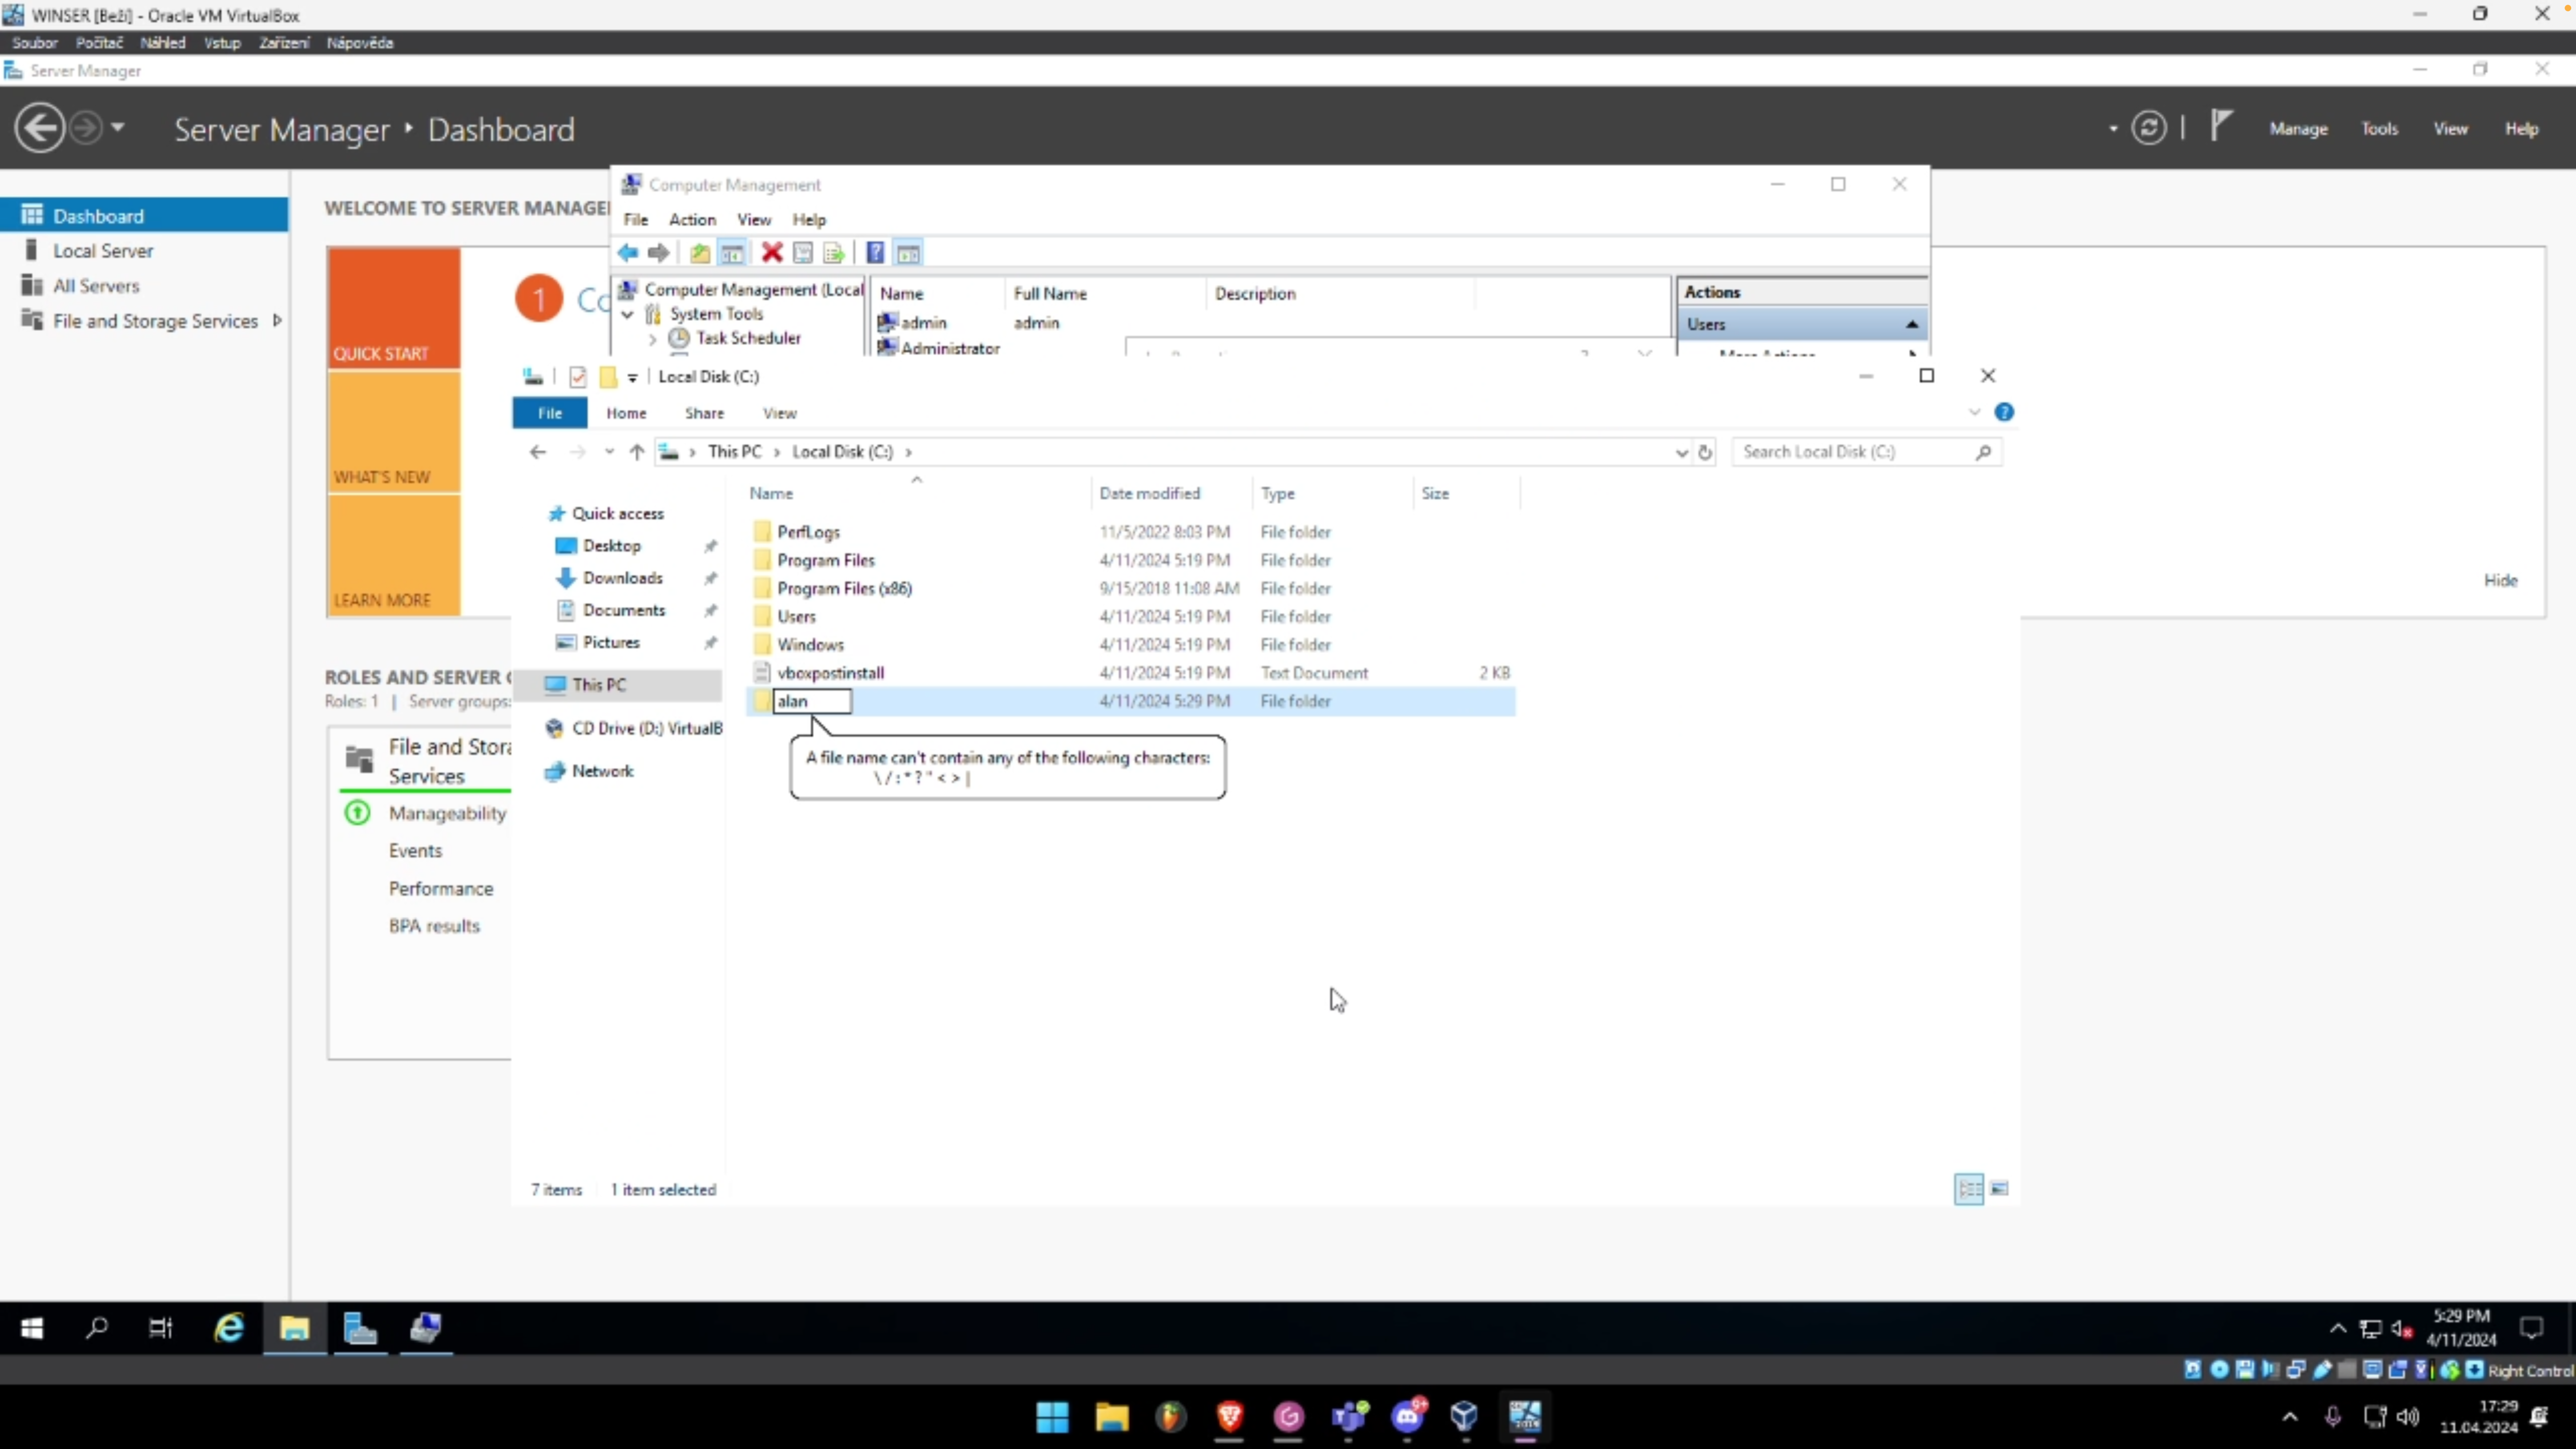 WINSER [Beží] - Oracle VM VirtualBox
Soubor Počítač Náhled Vstup Zařízení Nápověda
Server Manager
Server Manager Dashboard
Manage Tools View Help
Dashboard
Local Server
All Servers
File and Storage Services
WELCOME TO SERVER MANAGE
QUICK START
WHAT'S NEW
LEARN MORE
1 Co
Hide
ROLES AND SERVER
Roles: 1 | Server groups:
File and Stora
Services
Manageability
Events
Performance
BPA results
Computer Management
File Action View Help
Computer Management (Local
System Tools
Task Scheduler
Name Full Name Description
admin admin
Administrator
Actions
Users
Local Disk (C:)
File Home Share View
This PC Local Disk (C:)
Search Local Disk (C:)
Quick access
Desktop
Downloads
Documents
Pictures
This PC
CD Drive (D:) VirtualB
Network
Name Date modified Type Size
PerfLogs 11/5/2022 8:03 PM File folder
Program Files 4/11/2024 5:19 PM File folder
Program Files (x86) 9/15/2018 11:08 AM File folder
Users 4/11/2024 5:19 PM File folder
Windows 4/11/2024 5:19 PM File folder
vboxpostinstall 4/11/2024 5:19 PM Text Document 2 KB
alan 4/11/2024 5:29 PM File folder
A file name can't contain any of the following characters:
\ / : * ? " < > |
7 items 1 item selected
5:29 PM
4/11/2024
Right Control
9+
17:29
11.04.2024